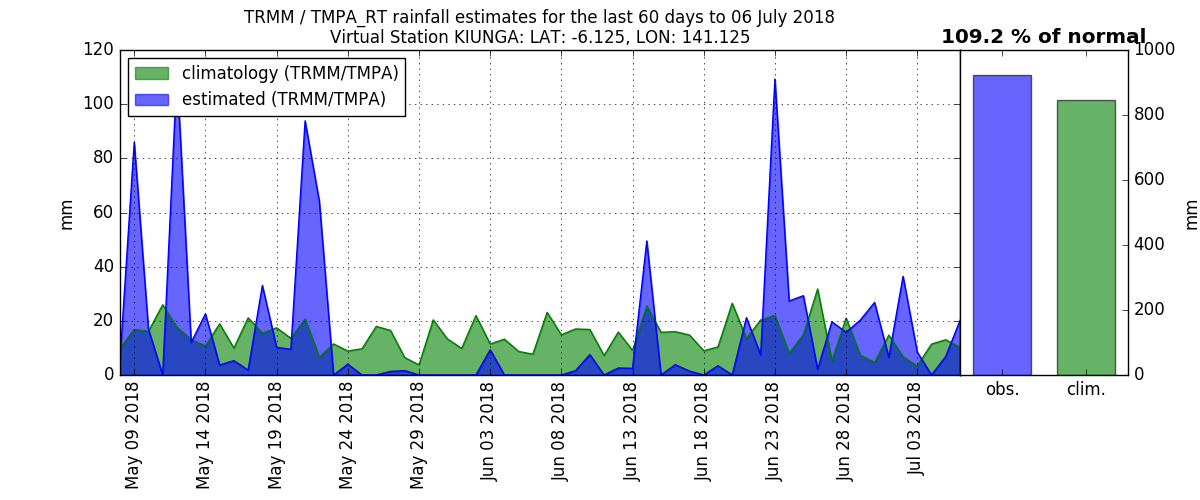 TRMM / TMPA_RT rainfall estimates for the last 60 days to 06 July 2018
Virtual Station KIUNGA: LAT: -6.125, LON: 141.125
109.2 % of normal
climatology (TRMM/TMPA)
estimated (TRMM/TMPA)
120
100
80
60
40
20
0
mm
May 09 2018
May 14 2018
May 19 2018
May 24 2018
May 29 2018
Jun 03 2018
Jun 08 2018
Jun 13 2018
Jun 18 2018
Jun 23 2018
Jun 28 2018
Jul 03 2018
obs.
clim.
1000
800
600
400
200
0
mm